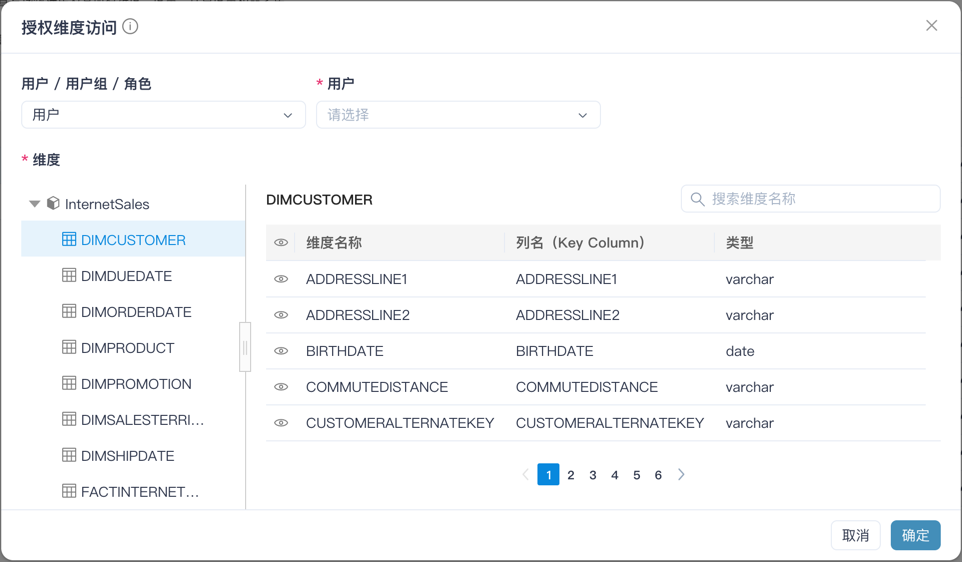 授权维度访问
用户 / 用户组 / 角色
* 用户
用户
请选择
* 维度
InternetSales
DIMCUSTOMER
DIMDUEDATE
DIMORDERDATE
DIMPRODUCT
DIMPROMOTION
DIMSALESTERRI...
DIMSHIPDATE
FACTINTERNET...
DIMCUSTOMER
搜索维度名称
维度名称 列名（Key Column） 类型
ADDRESSLINE1 ADDRESSLINE1 varchar
ADDRESSLINE2 ADDRESSLINE2 varchar
BIRTHDATE BIRTHDATE date
COMMUTEDISTANCE COMMUTEDISTANCE varchar
CUSTOMERALTERNATEKEY CUSTOMERALTERNATEKEY varchar
1 2 3 4 5 6
取消 确定